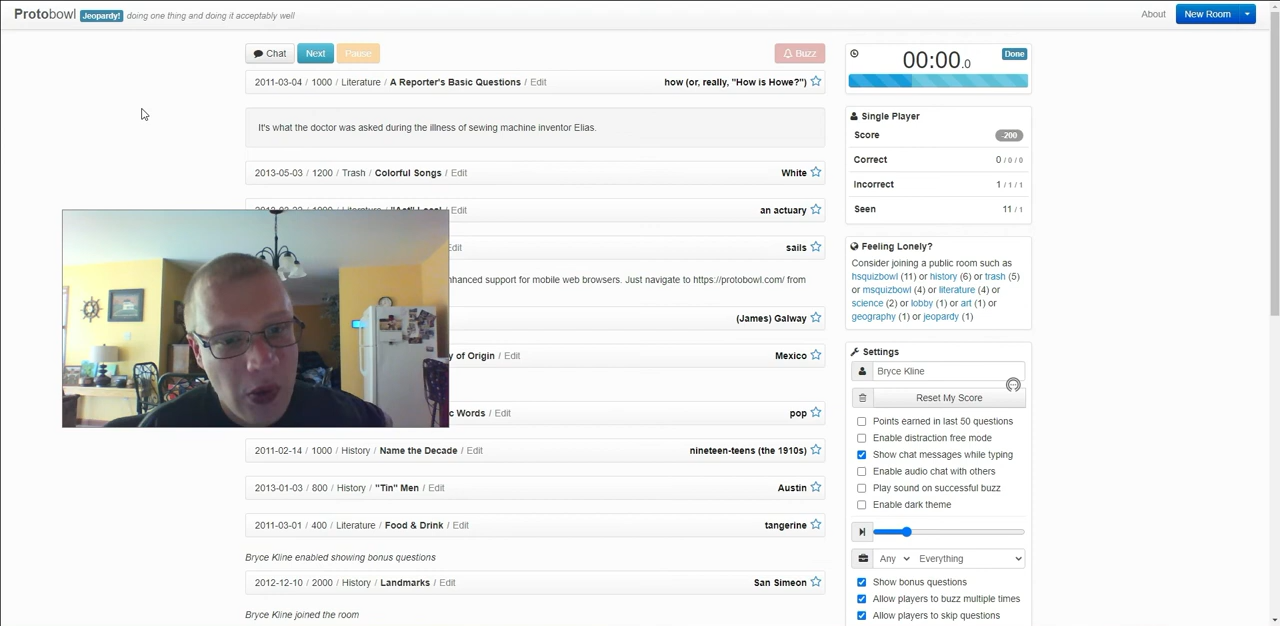 Protobowl Jeopardy! doing one thing and doing it acceptably well About New Room
Chat Next Pause Buzz
2011-03-04 / 1000 / Literature / A Reporter's Basic Questions / Edit how (or, really, "How is Howe?")
It's what the doctor was asked during the illness of sewing machine inventor Elias.
2013-05-03 / 1200 / Trash / Colorful Songs / Edit White
/ Edit an actuary
Edit sails
nhanced support for mobile web browsers. Just navigate to https://protobowl.com/ from
(James) Galway
y of Origin / Edit Mexico
c Words / Edit pop
2011-02-14 / 1000 / History / Name the Decade / Edit nineteen-teens (the 1910s)
2013-01-03 / 800 / History / "Tin" Men / Edit Austin
2011-03-01 / 400 / Literature / Food & Drink / Edit tangerine
Bryce Kline enabled showing bonus questions
2012-12-10 / 2000 / History / Landmarks / Edit San Simeon
Bryce Kline joined the room
00:00.0 Done
Single Player
Score -200
Correct 0 / 0 / 0
Incorrect 1 / 1 / 1
Seen 11 / 1
Feeling Lonely?
Consider joining a public room such as
hsquizbowl (11) or history (6) or trash (5)
or msquizbowl (4) or literature (4) or
science (2) or lobby (1) or art (1) or
geography (1) or jeopardy (1)
Settings
Bryce Kline
Reset My Score
Points earned in last 50 questions
Enable distraction free mode
Show chat messages while typing
Enable audio chat with others
Play sound on successful buzz
Enable dark theme
Any Everything
Show bonus questions
Allow players to buzz multiple times
Allow players to skip questions